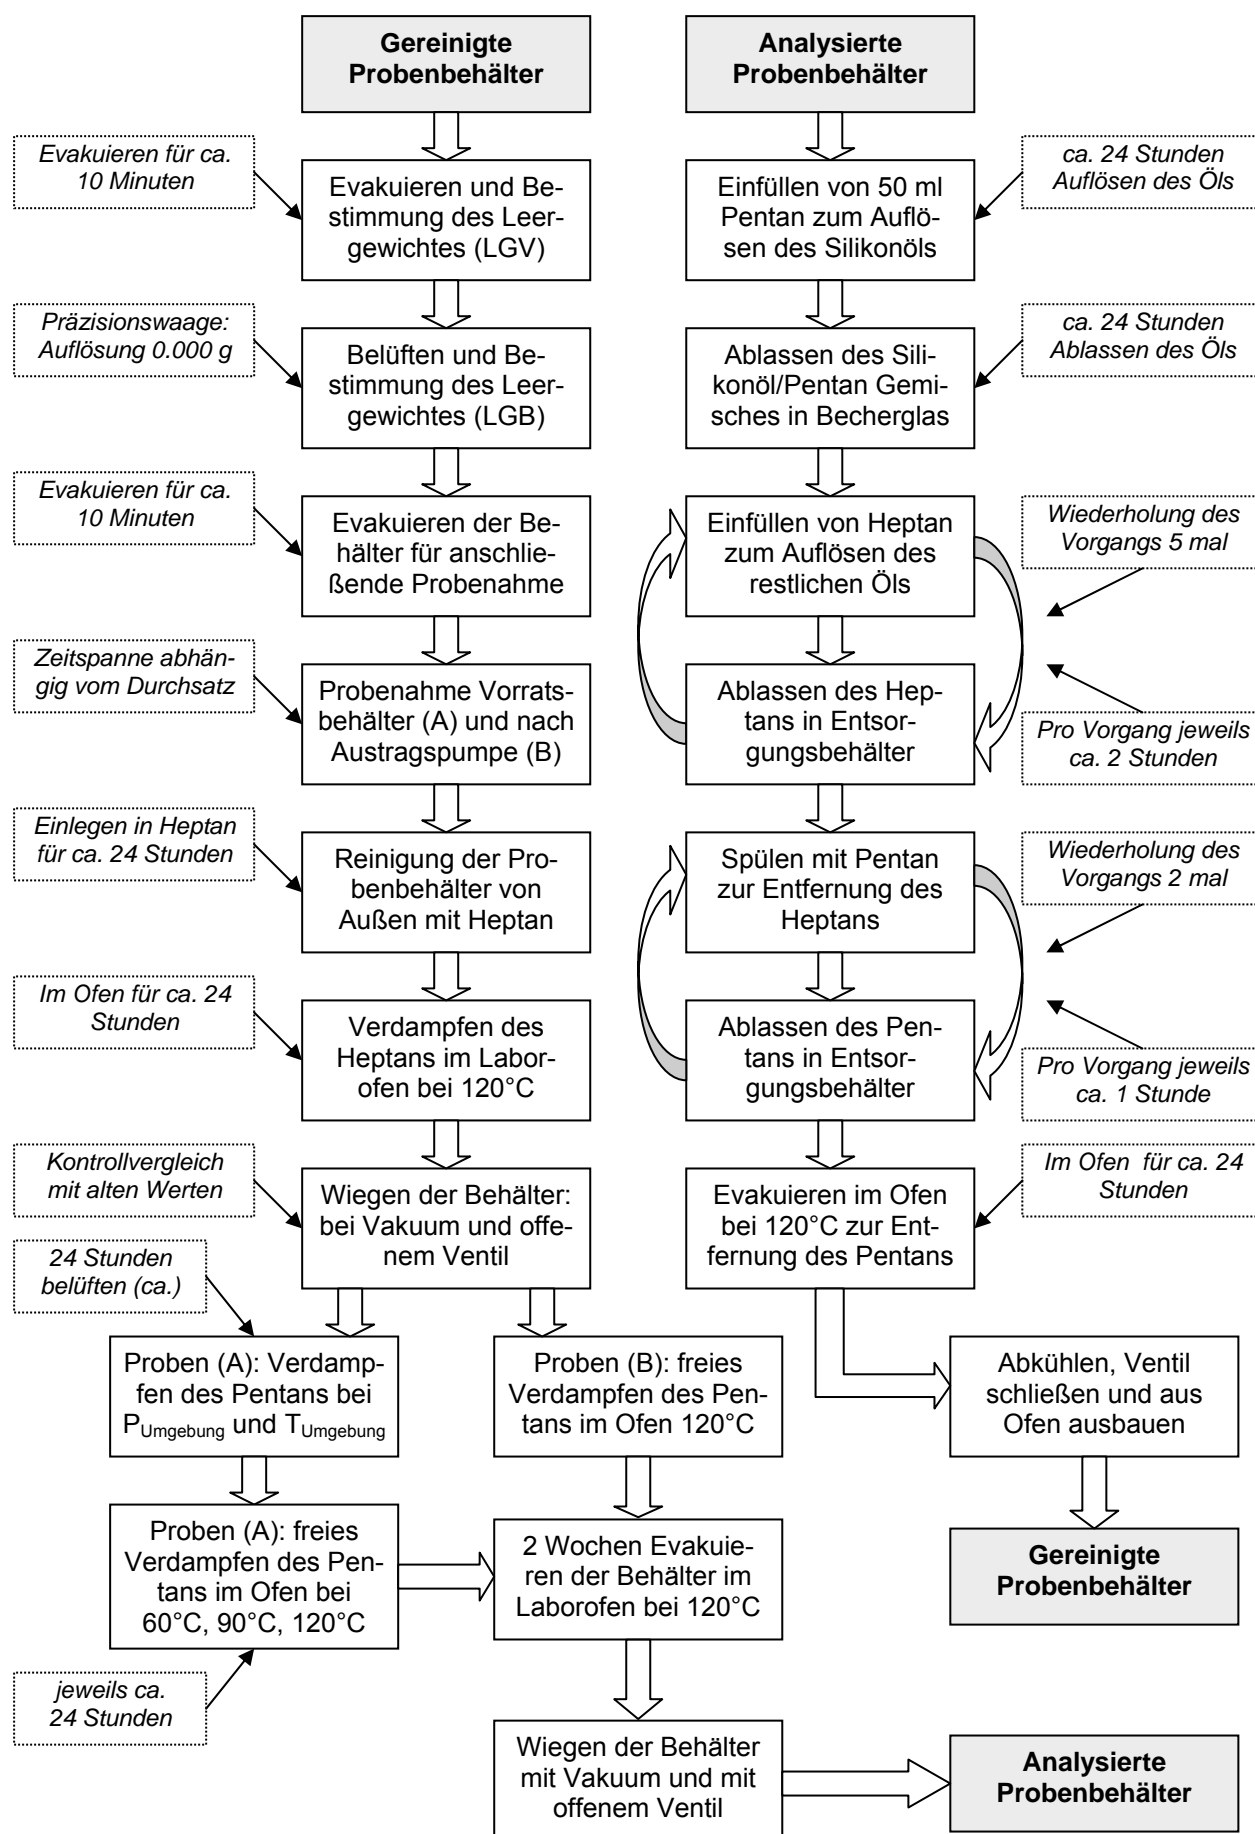 Gereinigte
Probenbehälter
Analysierte
Probenbehälter
Evakuieren für ca.
10 Minuten
Evakuieren und Be-
stimmung des Leer-
gewichtes (LGV)
Einfüllen von 50 ml
Pentan zum Auflö-
sen des Silikonöls
ca. 24 Stunden
Auflösen des Öls
Präzisionswaage:
Auflösung 0.000 g
Belüften und Be-
stimmung des Leer-
gewichtes (LGB)
Ablassen des Sili-
konöl/Pentan Gemi-
sches in Becherglas
ca. 24 Stunden
Ablassen des Öls
Evakuieren für ca.
10 Minuten
Evakuieren der Be-
hälter für anschlie-
ßende Probenahme
Einfüllen von Heptan
zum Auflösen des
restlichen Öls
Wiederholung des
Vorgangs 5 mal
Zeitspanne abhän-
gig vom Durchsatz
Probenahme Vorrats-
behälter (A) und nach
Austragspumpe (B)
Ablassen des Hep-
tans in Entsor-
gungsbehälter
Pro Vorgang jeweils
ca. 2 Stunden
Einlegen in Heptan
für ca. 24 Stunden
Reinigung der Pro-
benbehälter von
Außen mit Heptan
Spülen mit Pentan
zur Entfernung des
Heptans
Wiederholung des
Vorgangs 2 mal
Im Ofen für ca. 24
Stunden
Verdampfen des
Heptans im Labor-
ofen bei 120°C
Ablassen des Pen-
tans in Entsor-
gungsbehälter
Pro Vorgang jeweils
ca. 1 Stunde
Kontrollvergleich
mit alten Werten
Wiegen der Behälter:
bei Vakuum und offe-
nem Ventil
Evakuieren im Ofen
bei 120°C zur Ent-
fernung des Pentans
Im Ofen für ca. 24
Stunden
24 Stunden
belüften (ca.)
Proben (A): Verdamp-
fen des Pentans bei
PUmgebung und TUmgebung
Proben (B): freies
Verdampfen des Pen-
tans im Ofen 120°C
Abkühlen, Ventil
schließen und aus
Ofen ausbauen
Proben (A): freies
Verdampfen des Pen-
tans im Ofen bei
60°C, 90°C, 120°C
2 Wochen Evakuie-
ren der Behälter im
Laborofen bei 120°C
Gereinigte
Probenbehälter
jeweils ca.
24 Stunden
Wiegen der Behälter
mit Vakuum und mit
offenem Ventil
Analysierte
Probenbehälter